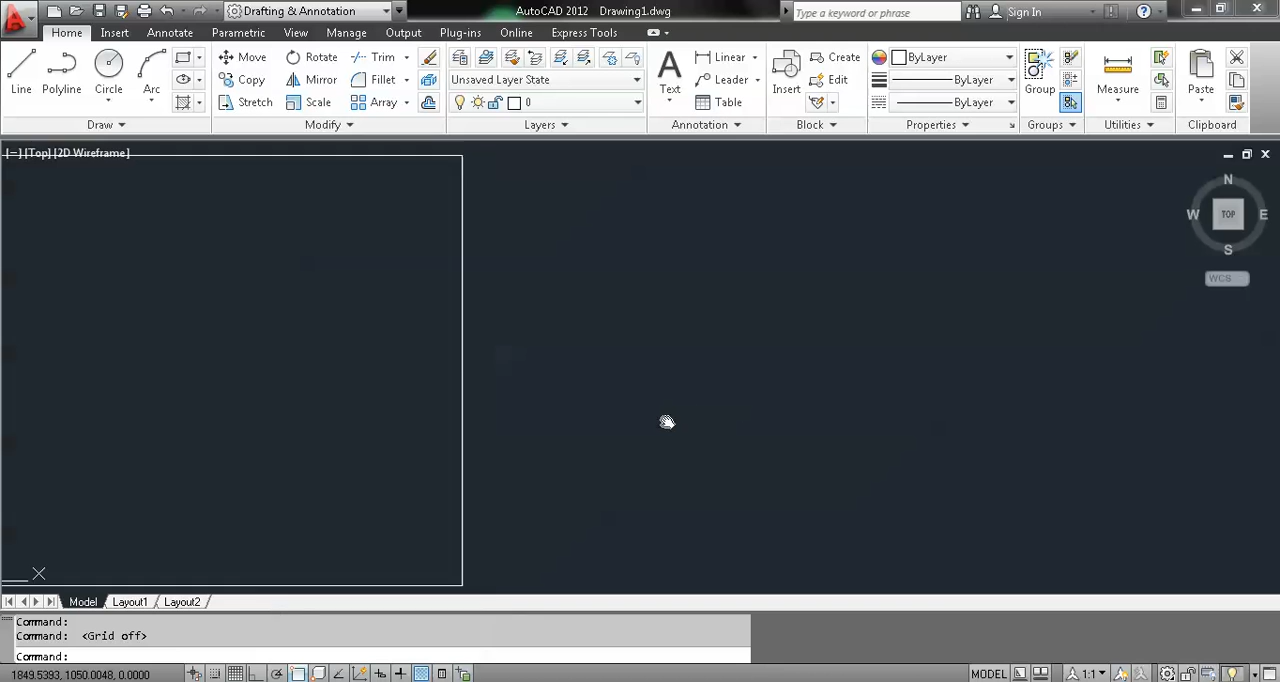 Drafting & Annotation
AutoCAD 2012 Drawing1.dwg
Type a keyword or phrase
Sign In
Home Insert Annotate Parametric View Manage Output Plug-ins Online Express Tools
Line Polyline Circle Arc
Draw
Move Rotate Trim
Copy Mirror Fillet
Stretch Scale Array
Modify
Unsaved Layer State
0
Layers
Text
Linear
Leader
Table
Annotation
Insert
Create
Edit
Block
ByLayer
ByLayer
ByLayer
Properties
Group
Groups
Measure
Utilities
Paste
Clipboard
[−] [Top] [2D Wireframe]
N
W TOP E
S
WCS
Model Layout1 Layout2
Command:
Command: <Grid off>
Command:
1849.5393, 1050.0048, 0.0000
MODEL 1:1